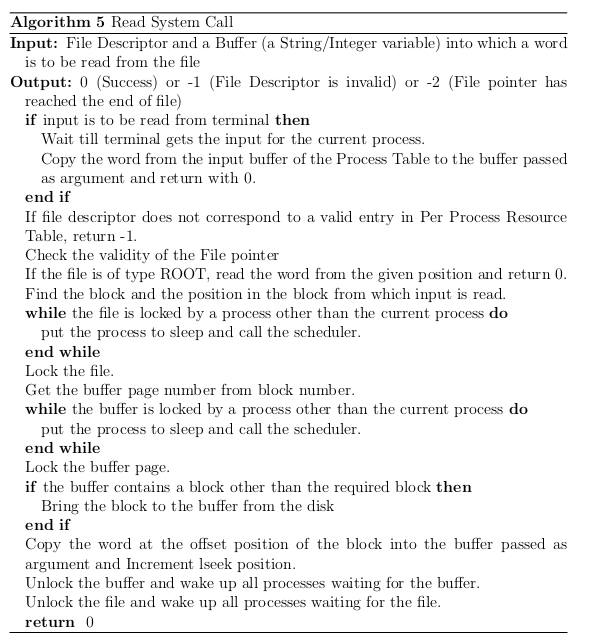 Algorithm 5 Read System Call
Input: File Descriptor and a Buffer (a String/Integer variable) into which a word
is to be read from the file
Output: 0 (Success) or -1 (File Descriptor is invalid) or -2 (File pointer has
reached the end of file)
if input is to be read from terminal then
Wait till terminal gets the input for the current process.
Copy the word from the input buffer of the Process Table to the buffer passed
as argument and return with 0.
end if
If file descriptor does not correspond to a valid entry in Per Process Resource
Table, return -1.
Check the validity of the File pointer
If the file is of type ROOT, read the word from the given position and return 0.
Find the block and the position in the block from which input is read.
while the file is locked by a process other than the current process do
put the process to sleep and call the scheduler.
end while
Lock the file.
Get the buffer page number from block number.
while the buffer is locked by a process other than the current process do
put the process to sleep and call the scheduler.
end while
Lock the buffer page.
if the buffer contains a block other than the required block then
Bring the block to the buffer from the disk
end if
Copy the word at the offset position of the block into the buffer passed as
argument and Increment lseek position.
Unlock the buffer and wake up all processes waiting for the buffer.
Unlock the file and wake up all processes waiting for the file.
return 0